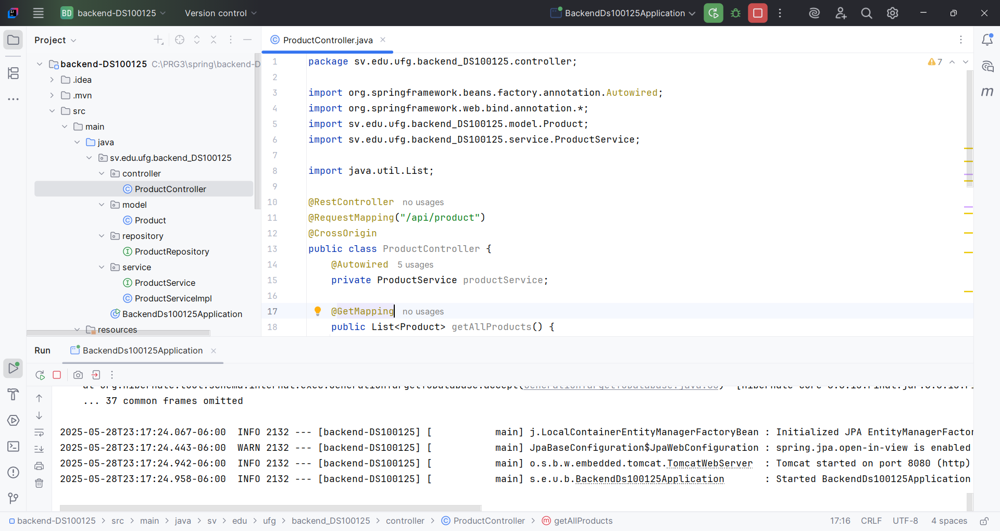 BD backend-DS100125 Version control BackendDs100125Application
Project
ProductController.java
backend-DS100125 C:\PRG3\spring\backend-D
.idea
.mvn
src
main
java
sv.edu.ufg.backend_DS100125
controller
ProductController
model
Product
repository
ProductRepository
service
ProductService
ProductServiceImpl
BackendDs100125Application
resources
7
1 package sv.edu.ufg.backend_DS100125.controller;
2
3 import org.springframework.beans.factory.annotation.Autowired;
4 import org.springframework.web.bind.annotation.*;
5 import sv.edu.ufg.backend_DS100125.model.Product;
6 import sv.edu.ufg.backend_DS100125.service.ProductService;
7
8 import java.util.List;
9
10 @RestController no usages
11 @RequestMapping("/api/product")
12 @CrossOrigin
13 public class ProductController {
14 @Autowired 5 usages
15 private ProductService productService;
16
17 @GetMapping no usages
18 public List<Product> getAllProducts() {
Run BackendDs100125Application
... 37 common frames omitted
2025-05-28T23:17:24.067-06:00 INFO 2132 --- [backend-DS100125] [ main] j.LocalContainerEntityManagerFactoryBean : Initialized JPA EntityManagerFactor
2025-05-28T23:17:24.443-06:00 WARN 2132 --- [backend-DS100125] [ main] JpaBaseConfiguration$JpaWebConfiguration : spring.jpa.open-in-view is enabled
2025-05-28T23:17:24.942-06:00 INFO 2132 --- [backend-DS100125] [ main] o.s.b.w.embedded.tomcat.TomcatWebServer : Tomcat started on port 8080 (http)
2025-05-28T23:17:24.958-06:00 INFO 2132 --- [backend-DS100125] [ main] s.e.u.b.BackendDs100125Application : Started BackendDs100125Application
backend-DS100125 > src > main > java > sv > edu > ufg > backend_DS100125 > controller > ProductController > getAllProducts 17:16 CRLF UTF-8 4 spaces